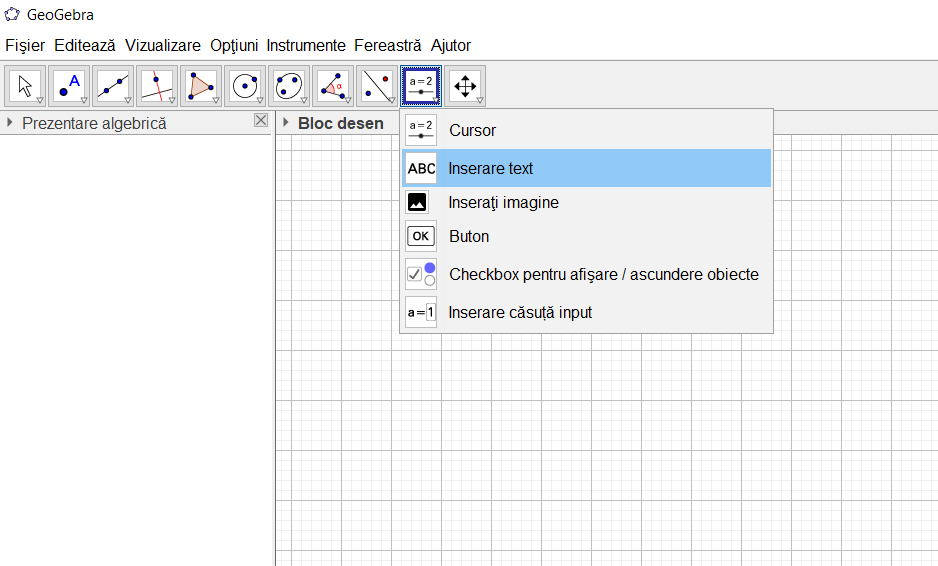 GeoGebra
Fişier Editează Vizualizare Opţiuni Instrumente Fereastră Ajutor
A α a=2
Prezentare algebrică
Bloc desen
a=2 Cursor
ABC Inserare text
Inseraţi imagine
OK Buton
Checkbox pentru afişare / ascundere obiecte
a=1 Inserare căsuță input